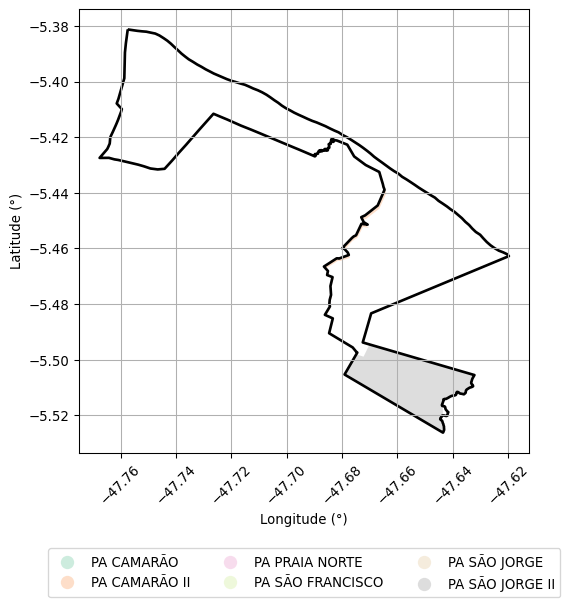 −5.38
−5.40
−5.42
−5.44
−5.46
−5.48
−5.50
−5.52
Latitude (°)
−47.76
−47.74
−47.72
−47.70
−47.68
−47.66
−47.64
−47.62
Longitude (°)
PA CAMARÃO
PA PRAIA NORTE
PA SÃO JORGE
PA CAMARÃO II
PA SÃO FRANCISCO
PA SÃO JORGE II